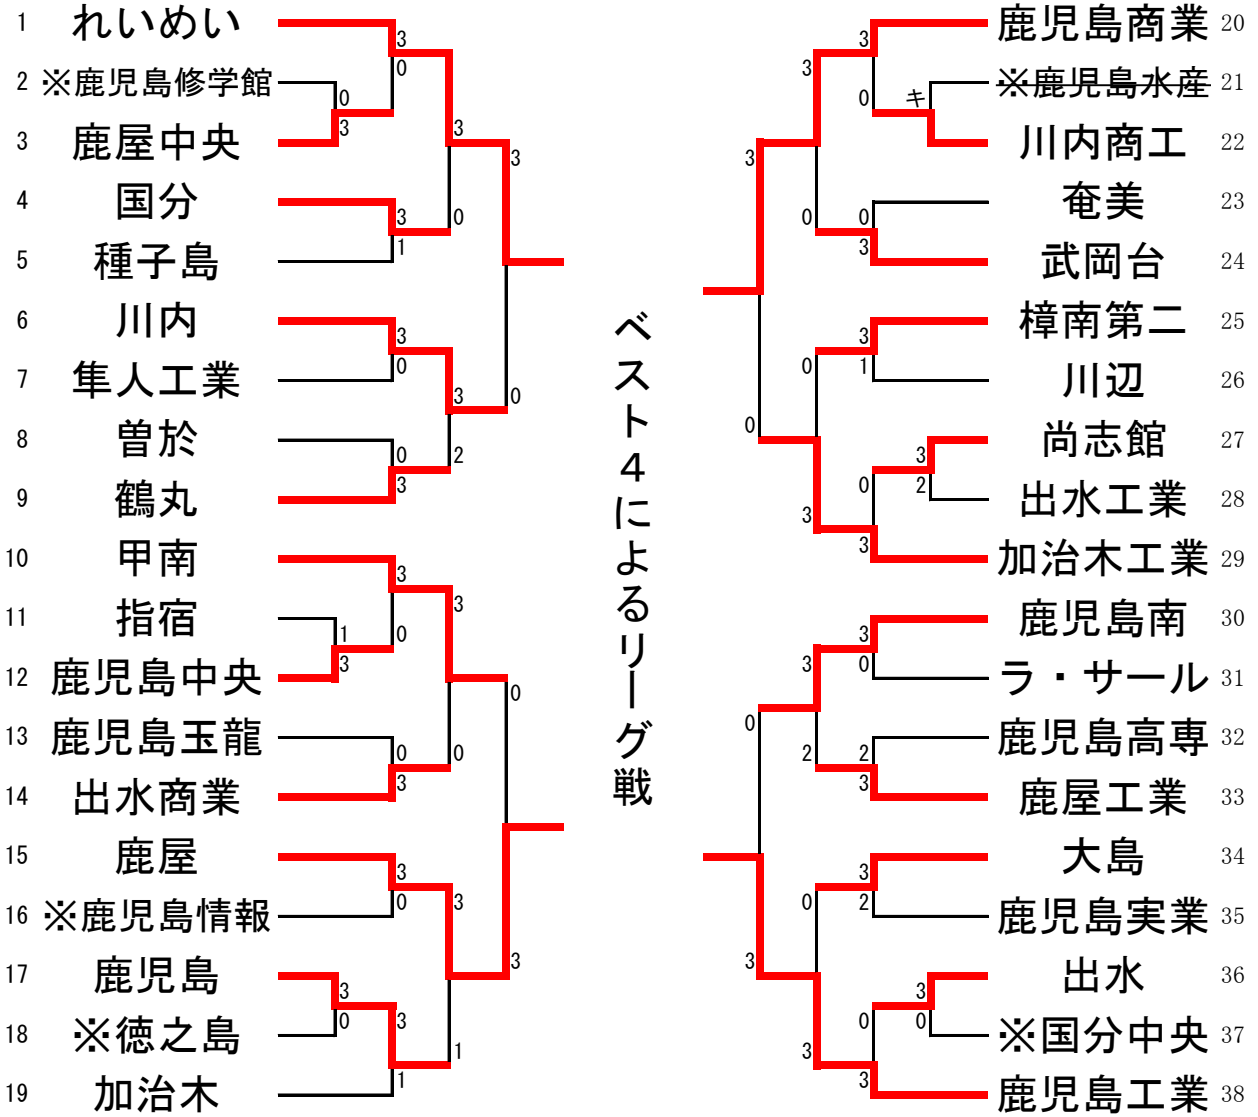 1 れいめい
2 ※鹿児島修学館
3 鹿屋中央
4 国分
5 種子島
6 川内
7 隼人工業
8 曽於
9 鶴丸
10 甲南
11 指宿
12 鹿児島中央
13 鹿児島玉龍
14 出水商業
15 鹿屋
16 ※鹿児島情報
17 鹿児島
18 ※徳之島
19 加治木
3
0
0
3
3
0
3
1
3
0
0
3
3
2
3
0
3
0
1
3
0
3
3
0
3
0
3
0
3
1
3
1
0
3
ベスト4によるリーグ戦
鹿児島商業 20
※鹿児島水産 21
川内商工 22
奄美 23
武岡台 24
樟南第二 25
川辺 26
尚志館 27
出水工業 28
加治木工業 29
鹿児島南 30
ラ・サール 31
鹿児島高専 32
鹿屋工業 33
大島 34
鹿児島実業 35
出水 36
※国分中央 37
鹿児島工業 38
3
3
0
キ
3
0
0
3
3
0
1
0
3
2
0
3
3
3
3
0
0
2
2
3
3
0
2
3
3
0
0
3
3